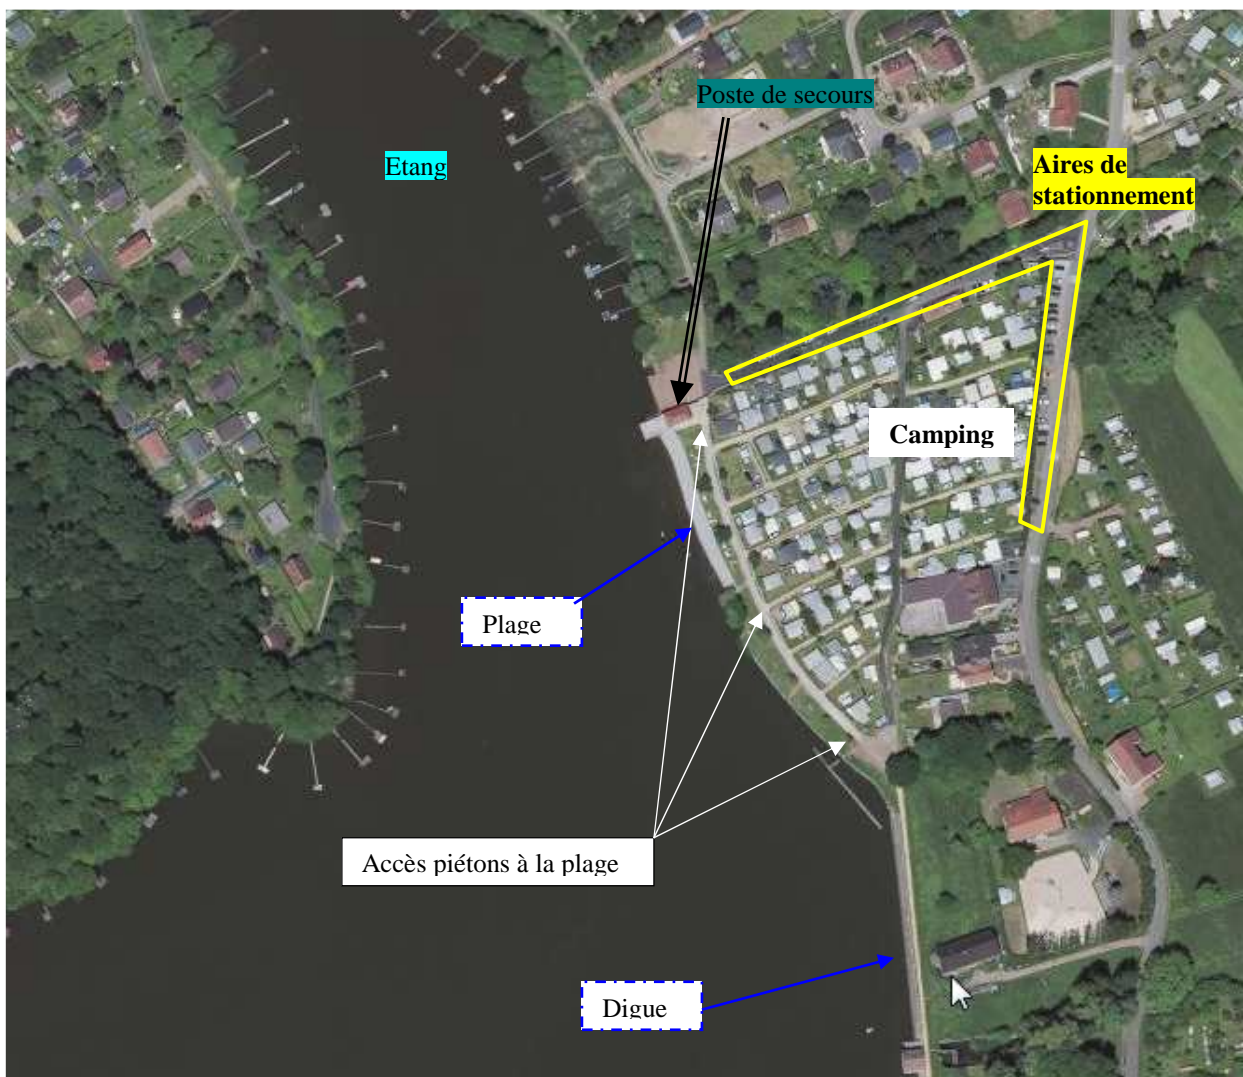 Poste de secours
Etang
Aires de
stationnement
Camping
Plage
Accès piétons à la plage
Digue